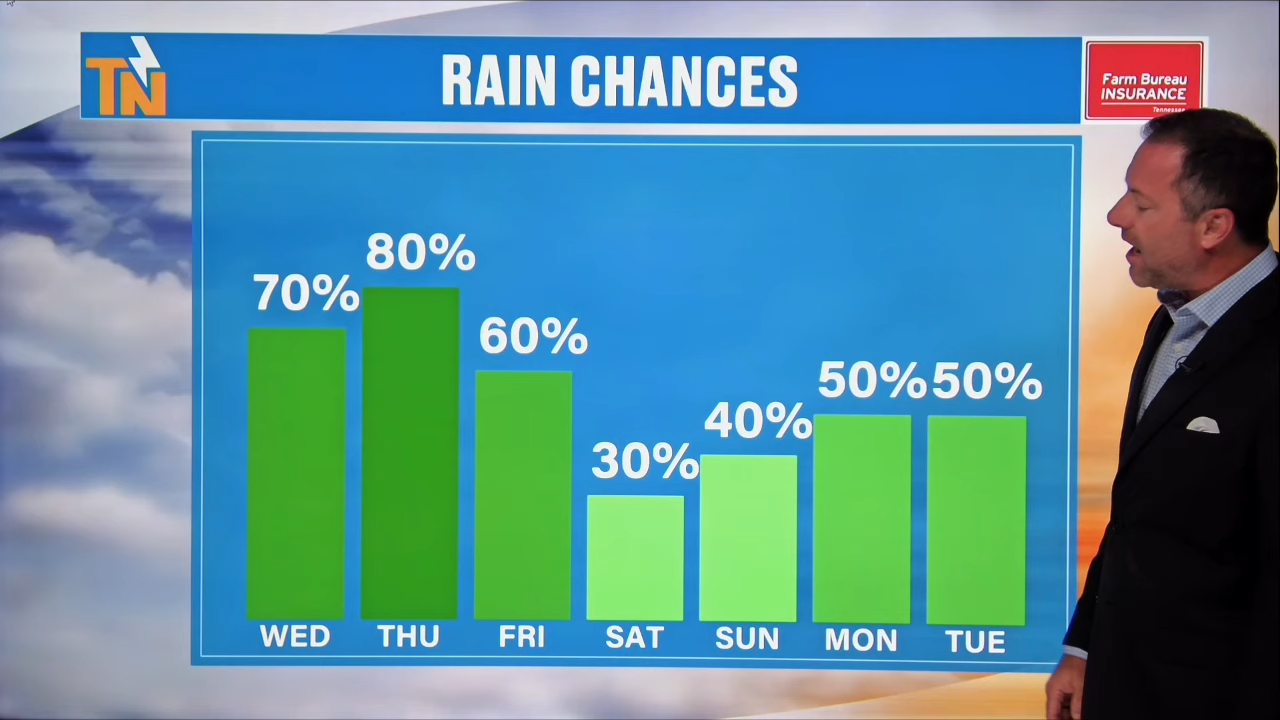 TN
RAIN CHANCES
Farm Bureau
INSURANCE
Tennessee
70%
80%
60%
30%
40%
50%
50%
WED
THU
FRI
SAT
SUN
MON
TUE